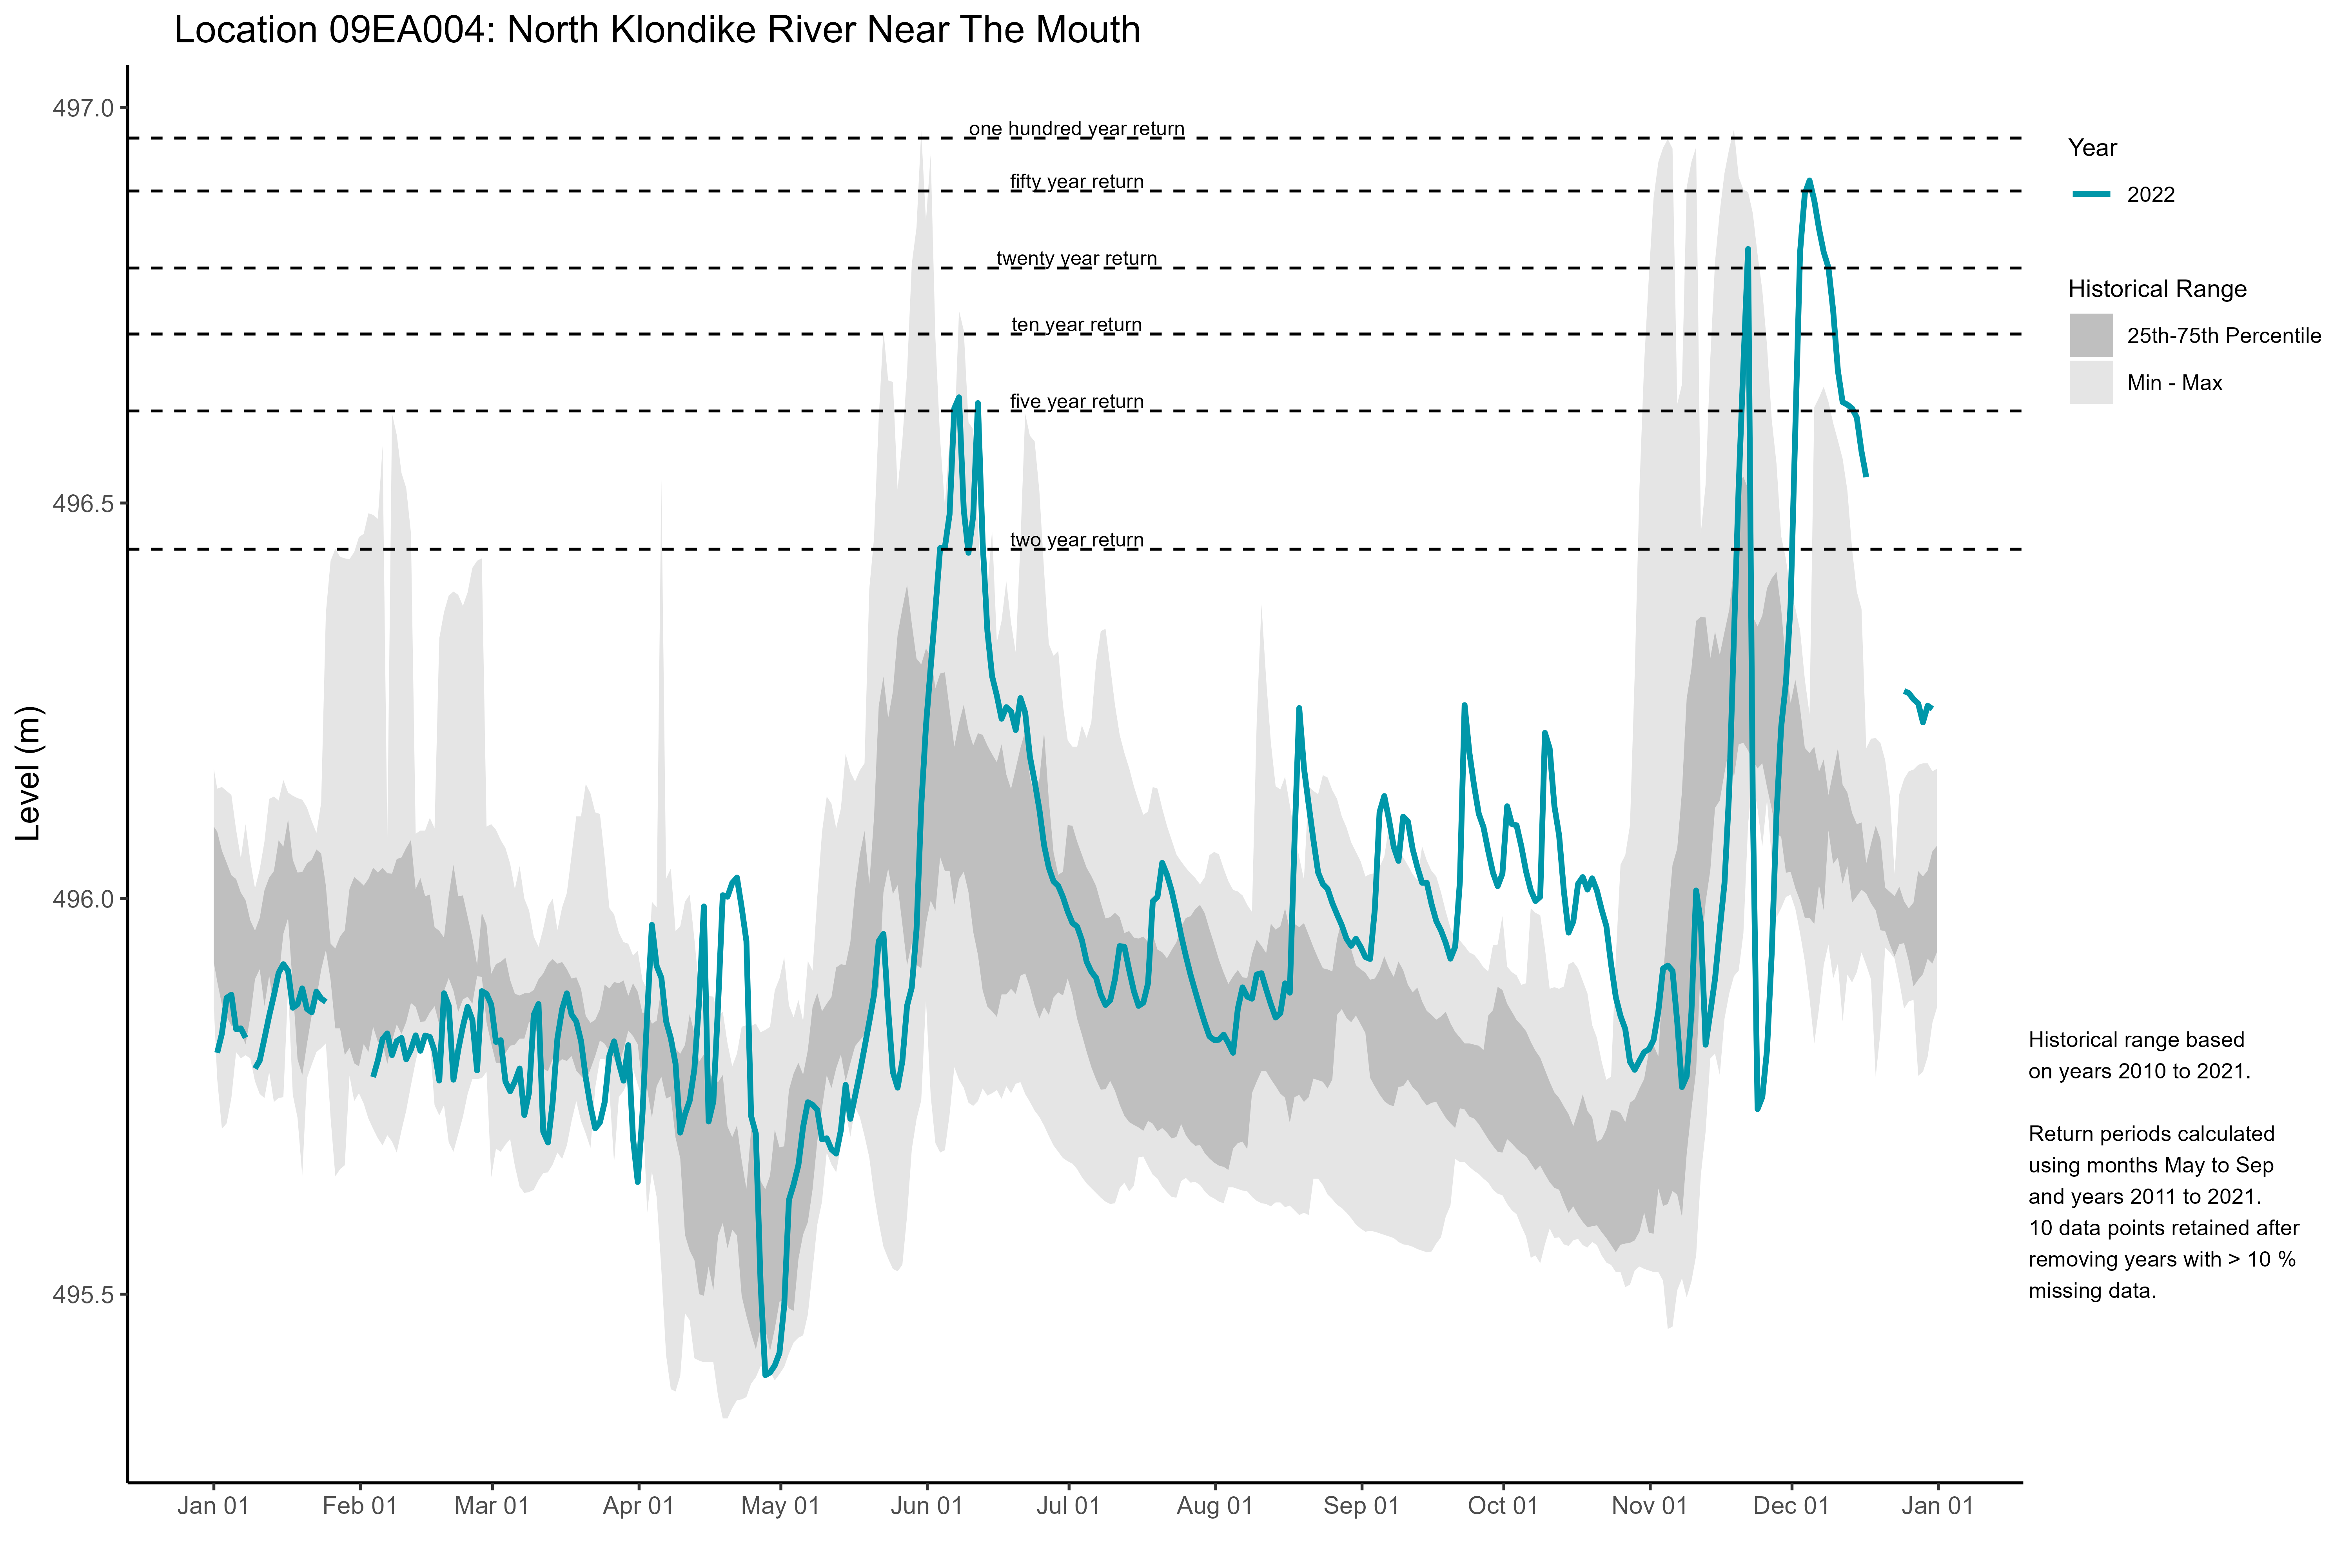 Location 09EA004: North Klondike River Near The Mouth
497.0
496.5
496.0
495.5
Level (m)
one hundred year return
fifty year return
twenty year return
ten year return
five year return
two year return
Jan 01
Feb 01
Mar 01
Apr 01
May 01
Jun 01
Jul 01
Aug 01
Sep 01
Oct 01
Nov 01
Dec 01
Jan 01
Year
2022
Historical Range
25th-75th Percentile
Min - Max
Historical range based
on years 2010 to 2021.
Return periods calculated
using months May to Sep
and years 2011 to 2021.
10 data points retained after
removing years with > 10 %
missing data.